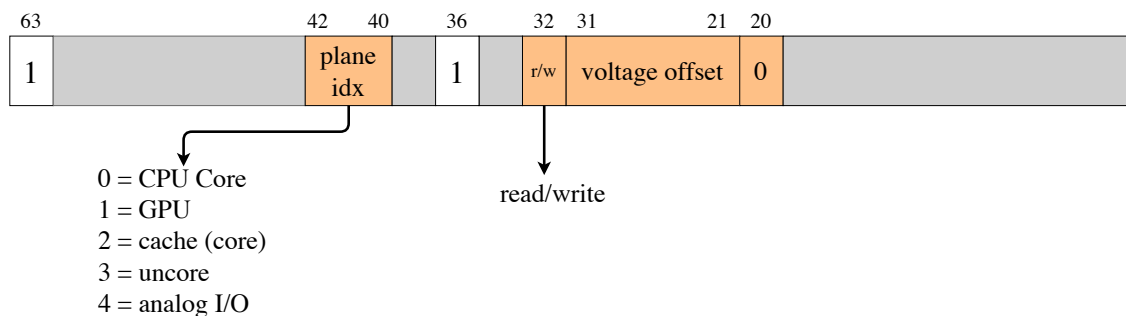 63 42 40 36 32 31 21 20
1 plane idx 1 r/w voltage offset 0
0 = CPU Core
1 = GPU
2 = cache (core)
3 = uncore
4 = analog I/O
read/write